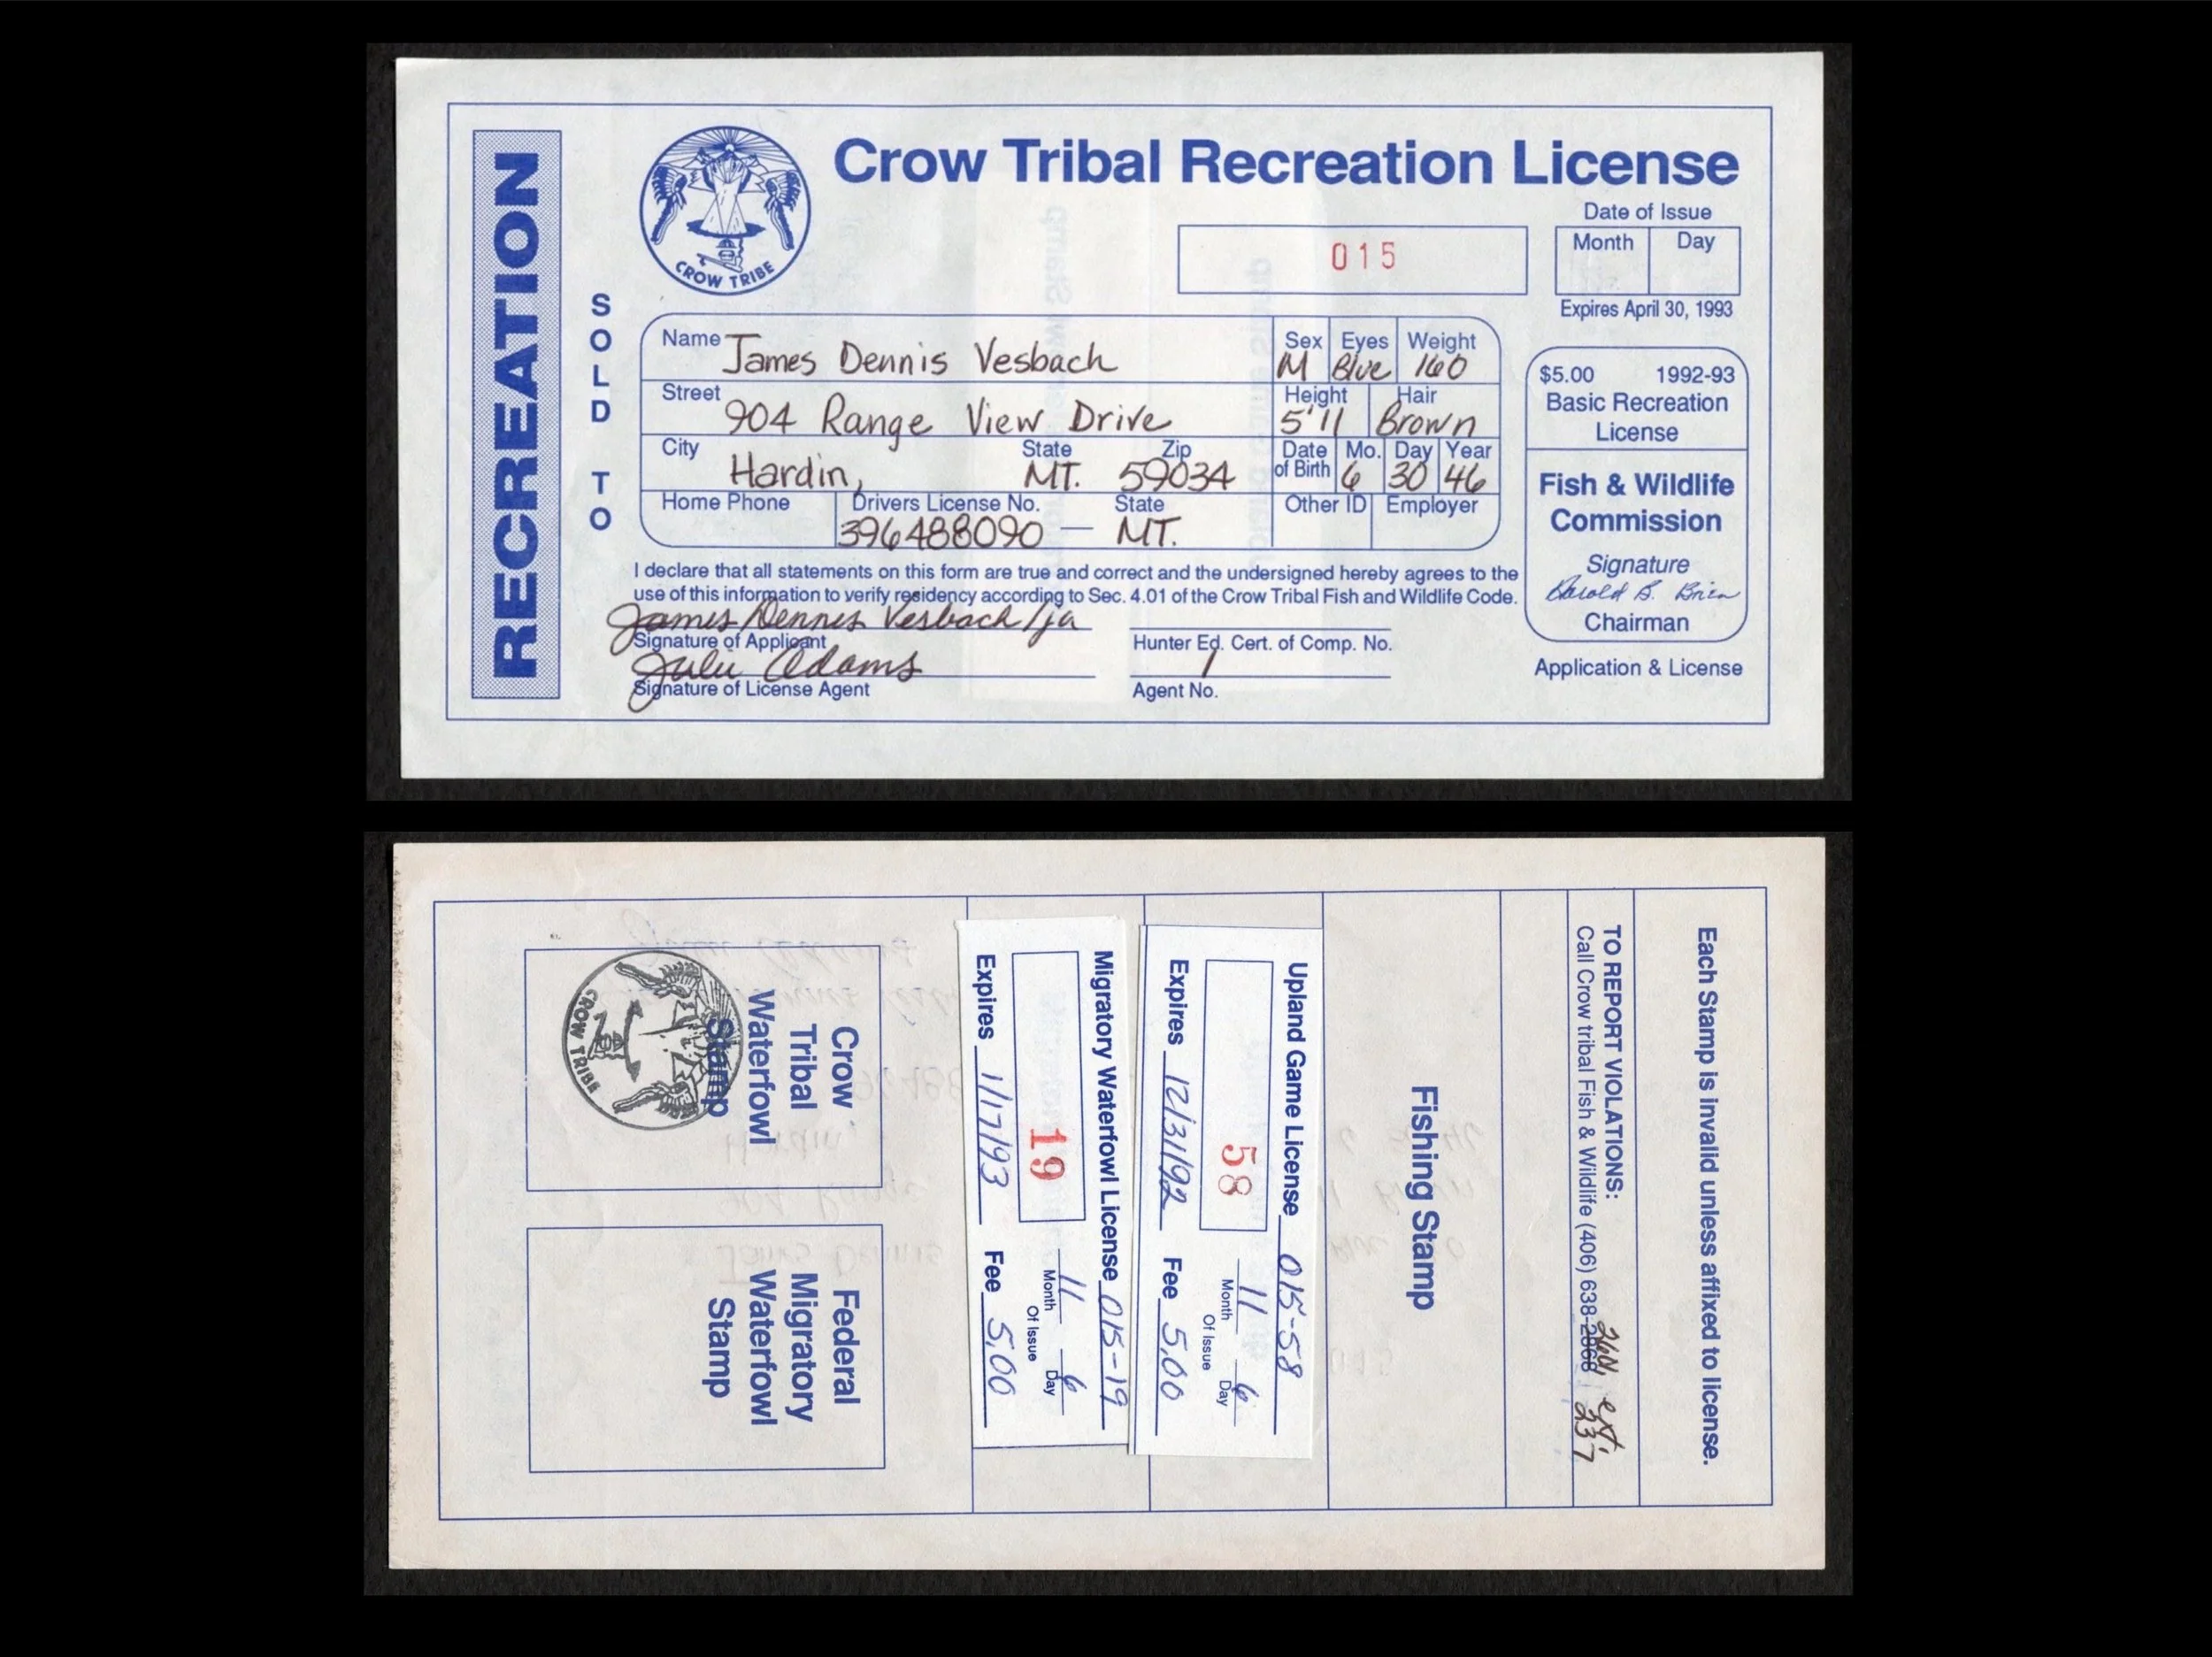 RECREATION
CROW TRIBE
Crow Tribal Recreation License
015
Date of Issue
Month Day
Expires April 30, 1993
SOLD TO
Name James Dennis Vesbach
Sex M Eyes Blue Weight 160
Street 904 Range View Drive
Height 5'11 Hair Brown
City Hardin, State MT. Zip 59034
Date of Birth Mo. 6 Day 30 Year 46
Home Phone Drivers License No. 396488090 — State MT.
Other ID Employer
I declare that all statements on this form are true and correct and the undersigned hereby agrees to the
use of this information to verify residency according to Sec. 4.01 of the Crow Tribal Fish and Wildlife Code.
James Dennis Vesbach/ja
Signature of Applicant
Hunter Ed. Cert. of Comp. No.
Julie Adams
Signature of License Agent
1
Agent No.
$5.00 1992-93
Basic Recreation
License
Fish & Wildlife
Commission
Signature
Harold B.
Chairman
Application & License
Each Stamp is invalid unless affixed to license.
TO REPORT VIOLATIONS:
Call Crow tribal Fish & Wildlife (406) 638-2868 2601 ext. 237
Fishing Stamp
Upland Game License 015-58
58
11 6
Month Day
Of Issue
Expires 12/31/92 Fee 5.00
Migratory Waterfowl License 015-19
19
11 6
Month Day
Of Issue
Expires 1/17/93 Fee 5.00
Crow
Tribal
Waterfowl
Stamp
CROW TRIBE
Federal
Migratory
Waterfowl
Stamp